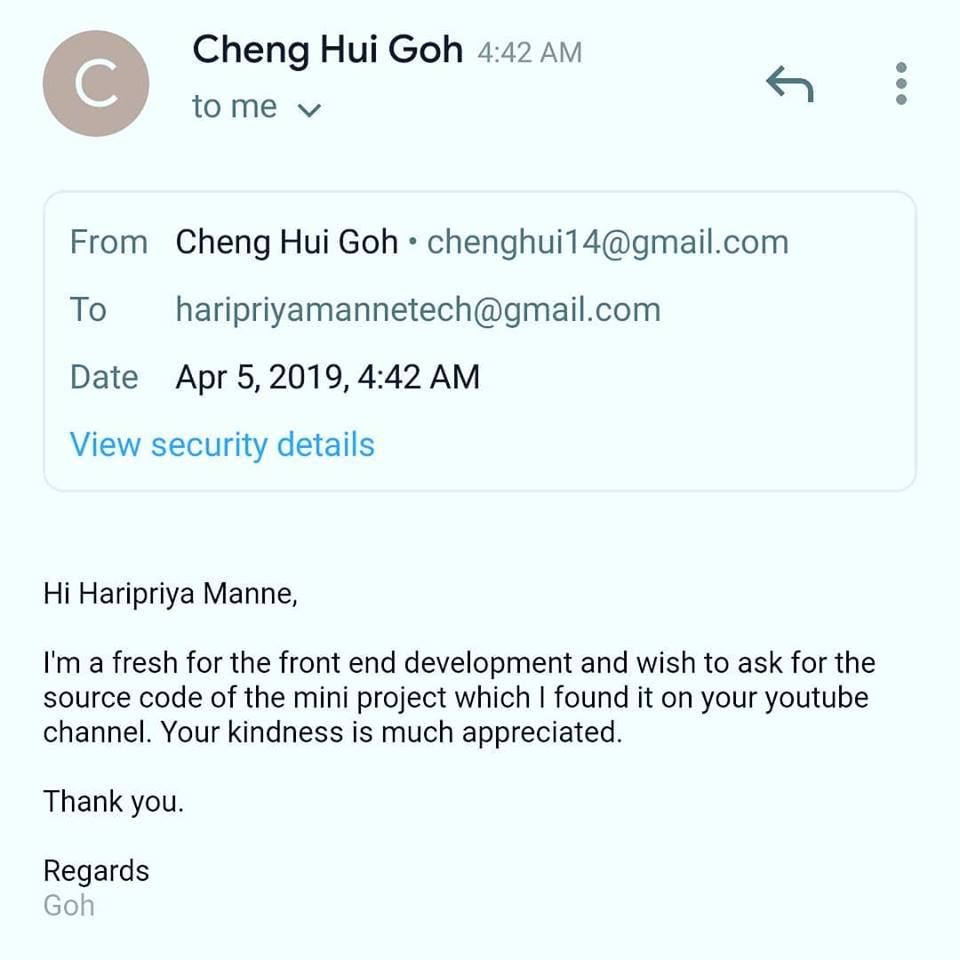 C
Cheng Hui Goh 4:42 AM
to me
From Cheng Hui Goh • chenghui14@gmail.com
To haripriyamannetech@gmail.com
Date Apr 5, 2019, 4:42 AM
View security details
Hi Haripriya Manne,
I'm a fresh for the front end development and wish to ask for the
source code of the mini project which I found it on your youtube
channel. Your kindness is much appreciated.
Thank you.
Regards
Goh